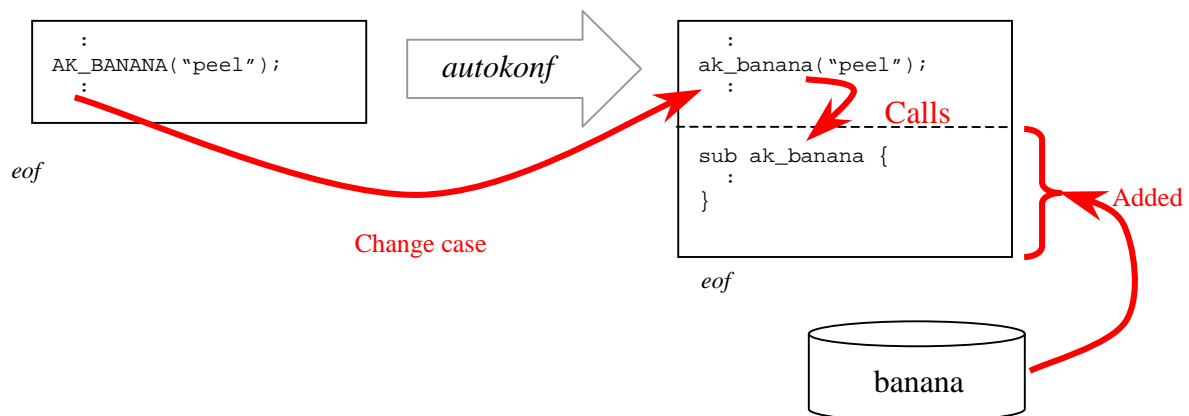 :
AK_BANANA(“peel”);
:
eof
autokonf
Change case
:
ak_banana(“peel”);
:
Calls
sub ak_banana {
:
}
Added
eof
banana